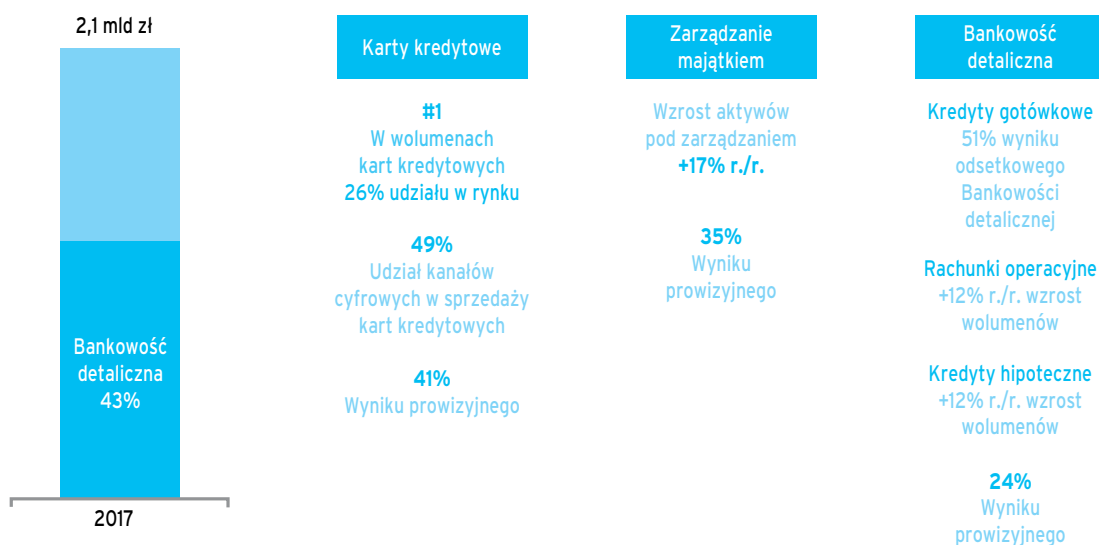 2,1 mld zł
Bankowość
detaliczna
43%
2017
Karty kredytowe
#1
W wolumenach
kart kredytowych
26% udziału w rynku
49%
Udział kanałów
cyfrowych w sprzedaży
kart kredytowych
41%
Wyniku prowizyjnego
Zarządzanie
majątkiem
Wzrost aktywów
pod zarządzaniem
+17% r./r.
35%
Wyniku
prowizyjnego
Bankowość
detaliczna
Kredyty gotówkowe
51% wyniku
odsetkowego
Bankowości
detalicznej
Rachunki operacyjne
+12% r./r. wzrost
wolumenów
Kredyty hipoteczne
+12% r./r. wzrost
wolumenów
24%
Wyniku
prowizyjnego